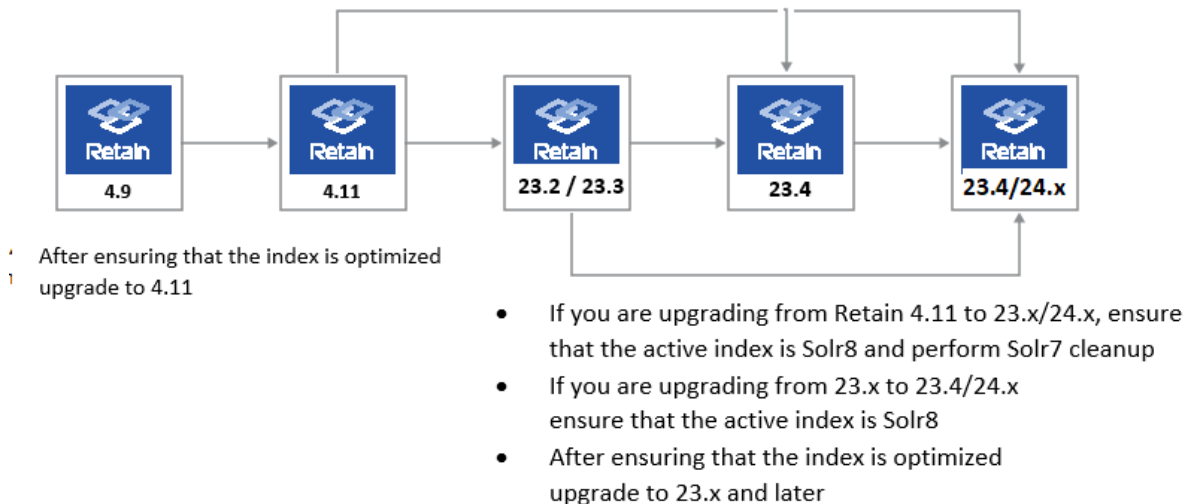 Retain
4.9
Retain
4.11
Retain
23.2 / 23.3
Retain
23.4
Retain
23.4/24.x
After ensuring that the index is optimized
upgrade to 4.11
• If you are upgrading from Retain 4.11 to 23.x/24.x, ensure
that the active index is Solr8 and perform Solr7 cleanup
• If you are upgrading from 23.x to 23.4/24.x
ensure that the active index is Solr8
• After ensuring that the index is optimized
upgrade to 23.x and later